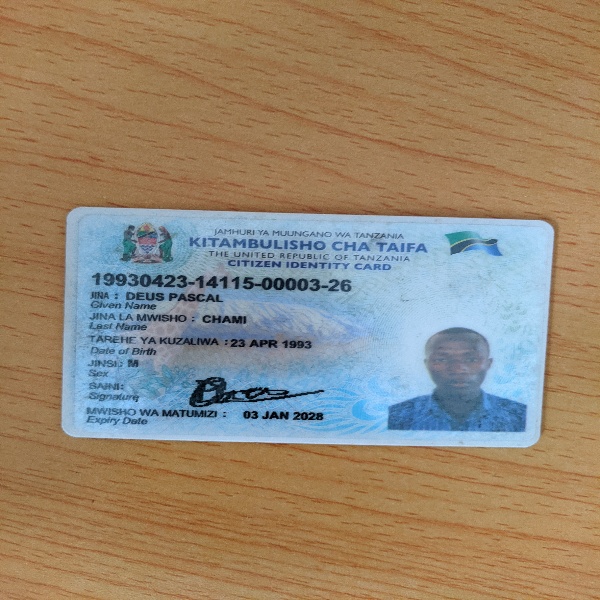 JAMHURI YA MUUNGANO WA TANZANIA
KITAMBULISHO CHA TAIFA
THE UNITED REPUBLIC OF TANZANIA
CITIZEN IDENTITY CARD
19930423-14115-00003-26
JINA : DEUS PASCAL
Given Name
JINA LA MWISHO : CHAMI
Last Name
TAREHE YA KUZALIWA : 23 APR 1993
Date of Birth
JINSI: M
Sex
SAINI:
Signature
MWISHO WA MATUMIZI : 03 JAN 2028
Expiry Date